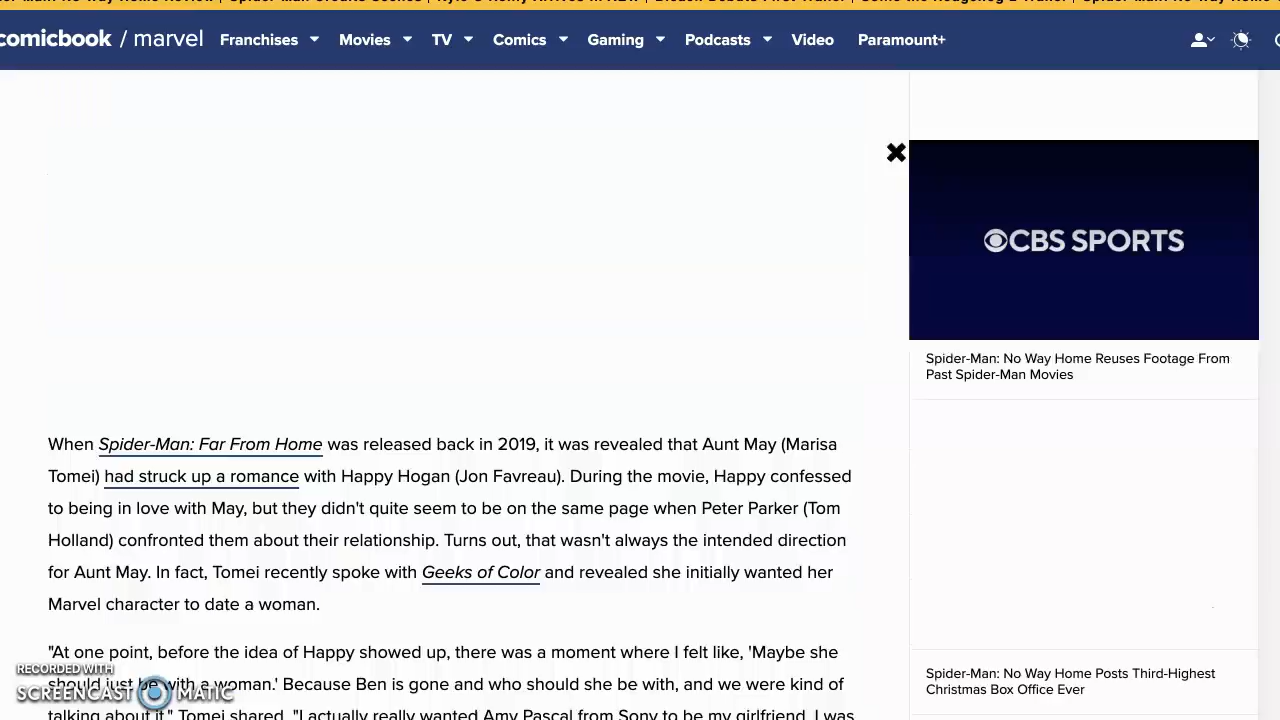 comicbook / marvel Franchises Movies TV Comics Gaming Podcasts Video Paramount+
CBS SPORTS
Spider-Man: No Way Home Reuses Footage From
Past Spider-Man Movies
When Spider-Man: Far From Home was released back in 2019, it was revealed that Aunt May (Marisa
Tomei) had struck up a romance with Happy Hogan (Jon Favreau). During the movie, Happy confessed
to being in love with May, but they didn't quite seem to be on the same page when Peter Parker (Tom
Holland) confronted them about their relationship. Turns out, that wasn't always the intended direction
for Aunt May. In fact, Tomei recently spoke with Geeks of Color and revealed she initially wanted her
Marvel character to date a woman.
"At one point, before the idea of Happy showed up, there was a moment where I felt like, 'Maybe she
should just be with a woman.' Because Ben is gone and who should she be with, and we were kind of
talking about it," Tomei shared. "I actually really wanted Amy Pascal from Sony to be my girlfriend. I was
RECORDED WITH
SCREENCAST MATIC
Spider-Man: No Way Home Posts Third-Highest
Christmas Box Office Ever